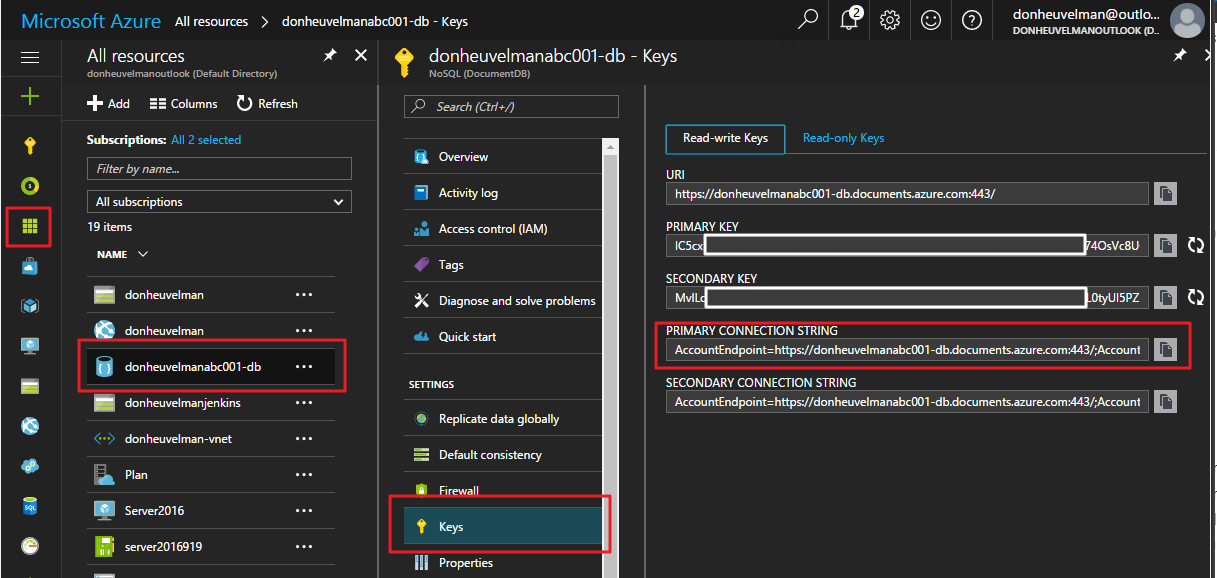 Microsoft Azure All resources > donheuvelmanabc001-db - Keys
2
donheuvelman@outlo...
DONHEUVELMANOUTLOOK (D...
All resources
donheuvelmanoutlook (Default Directory)
Add Columns Refresh
Subscriptions: All 2 selected
Filter by name...
All subscriptions
19 items
NAME
donheuvelman ...
donheuvelman ...
donheuvelmanabc001-db ...
donheuvelmanjenkins ...
donheuvelman-vnet ...
Plan ...
Server2016 ...
server2016919 ...
SQL
donheuvelmanabc001-db - Keys
NoSQL (DocumentDB)
Search (Ctrl+/)
Overview
Activity log
Access control (IAM)
Tags
Diagnose and solve problems
Quick start
SETTINGS
Replicate data globally
Default consistency
Firewall
Keys
Properties
Read-write Keys Read-only Keys
URI
https://donheuvelmanabc001-db.documents.azure.com:443/
PRIMARY KEY
IC5cx 74OsVc8U
SECONDARY KEY
MvILc L0tyUI5PZ
PRIMARY CONNECTION STRING
AccountEndpoint=https://donheuvelmanabc001-db.documents.azure.com:443/;Account
SECONDARY CONNECTION STRING
AccountEndpoint=https://donheuvelmanabc001-db.documents.azure.com:443/;Account